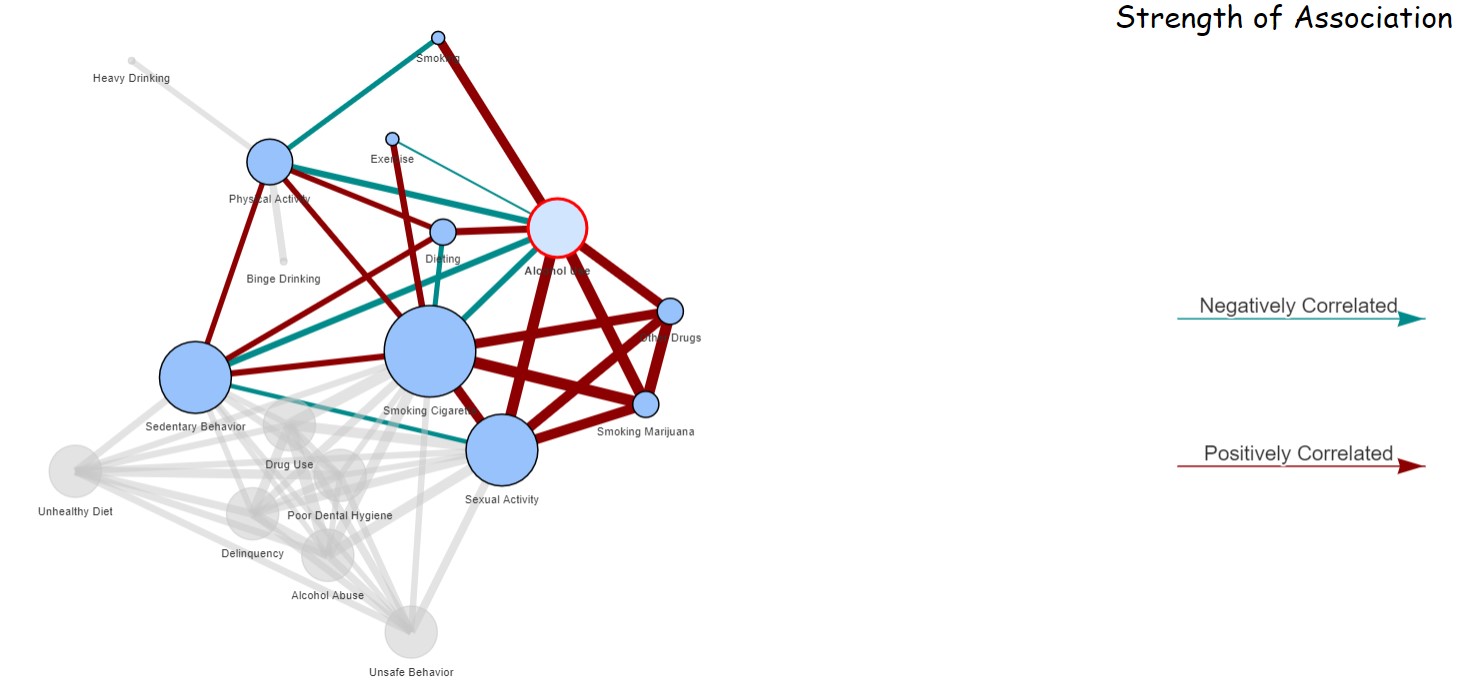 Strength of Association
Smoking
Heavy Drinking
Exercise
Physical Activity
Dieting
Alcohol Use
Binge Drinking
Negatively Correlated
Other Drugs
Smoking Cigarettes
Sedentary Behavior
Smoking Marijuana
Positively Correlated
Drug Use
Sexual Activity
Unhealthy Diet
Poor Dental Hygiene
Delinquency
Alcohol Abuse
Unsafe Behavior